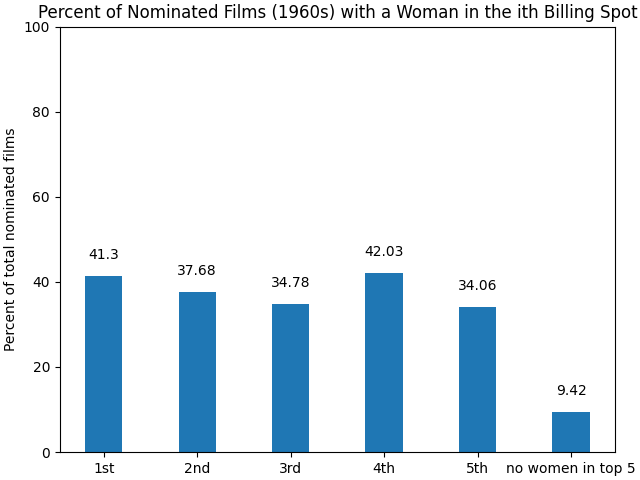 Percent of Nominated Films (1960s) with a Woman in the ith Billing Spot
Percent of total nominated films
100
80
60
40
20
0
41.3
37.68
34.78
42.03
34.06
9.42
1st
2nd
3rd
4th
5th
no women in top 5